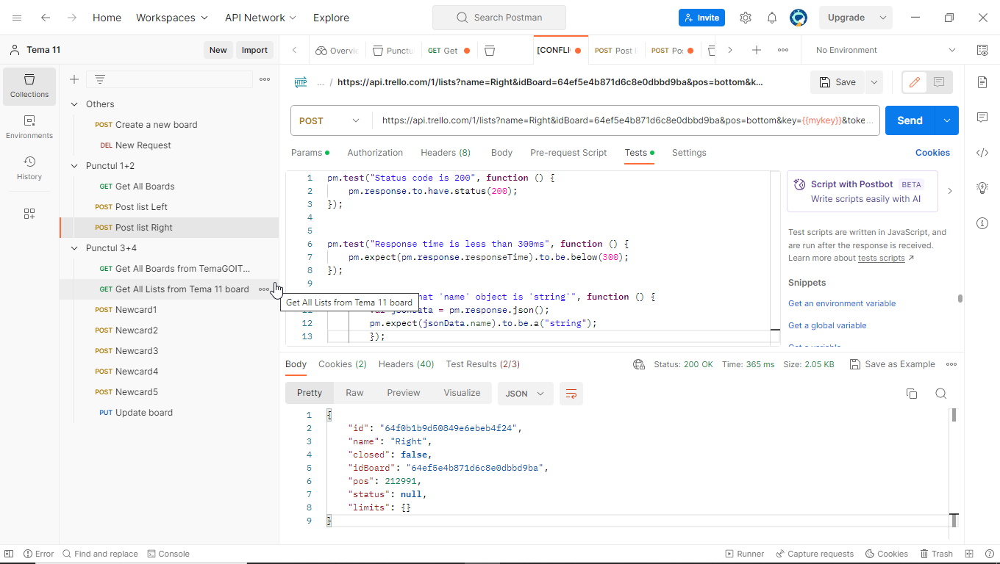 Home Workspaces API Network Explore Search Postman Invite Upgrade
Tema 11 New Import Overvie Punctu GET Get [CONFLI POST Post POST Po No Environment
HTTP ... / https://api.trello.com/1/lists?name=Right&idBoard=64ef5e4b871d6c8e0dbbd9ba&pos=bottom&k... Save
Collections
Environments
History
Others
POST Create a new board
DEL New Request
Punctul 1+2
GET Get All Boards
POST Post list Left
POST Post list Right
Punctul 3+4
GET Get All Boards from TemaGOIT...
GET Get All Lists from Tema 11 board
POST Newcard1
POST Newcard2
POST Newcard3
POST Newcard4
POST Newcard5
PUT Update board
POST https://api.trello.com/1/lists?name=Right&idBoard=64ef5e4b871d6c8e0dbbd9ba&pos=bottom&key={{mykey}}&toke... Send
Params Authorization Headers (8) Body Pre-request Script Tests Settings Cookies
1 pm.test("Status code is 200", function () {
2 pm.response.to.have.status(200);
3 });
4
5
6 pm.test("Response time is less than 300ms", function () {
7 pm.expect(pm.response.responseTime).to.be.below(300);
8 });
9
hat 'name' object is 'string'", function () {
Get All Lists from Tema 11 board
var jsonData = pm.response.json();
12 pm.expect(jsonData.name).to.be.a("string");
13 });
Script with Postbot BETA
Write scripts easily with AI
Test scripts are written in JavaScript, and
are run after the response is received.
Learn more about tests scripts ↗
Snippets
Get an environment variable
Get a global variable
Get a variable
Body Cookies (2) Headers (40) Test Results (2/3) Status: 200 OK Time: 365 ms Size: 2.05 KB Save as Example
Pretty Raw Preview Visualize JSON
1 {
2 "id": "64f0b1b9d50849e6ebeb4f24",
3 "name": "Right",
4 "closed": false,
5 "idBoard": "64ef5e4b871d6c8e0dbbd9ba",
6 "pos": 212991,
7 "status": null,
8 "limits": {}
9 }
Error Find and replace Console Runner Capture requests Cookies Trash